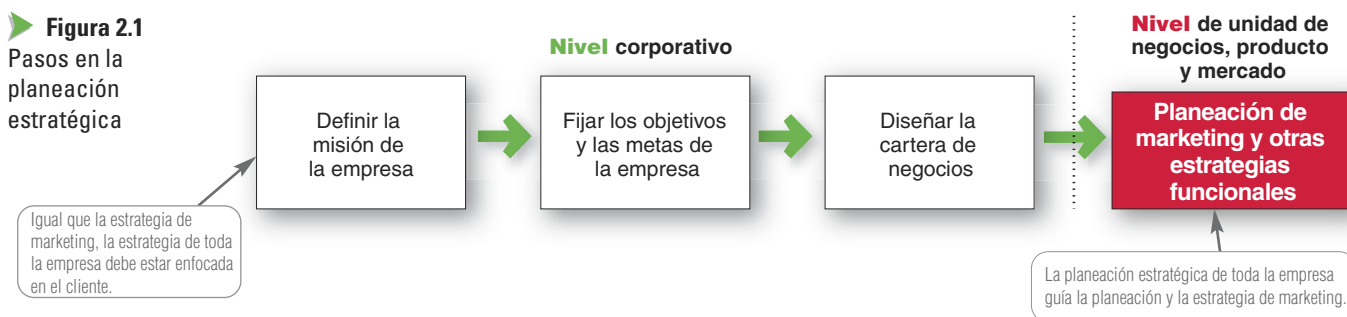 Figura 2.1
Pasos en la
planeación
estratégica
Nivel corporativo
Nivel de unidad de
negocios, producto
y mercado
Definir la
misión de
la empresa
Fijar los objetivos
y las metas de
la empresa
Diseñar la
cartera de
negocios
Planeación de
marketing y otras
estrategias
funcionales
Igual que la estrategia de
marketing, la estrategia de toda
la empresa debe estar enfocada
en el cliente.
La planeación estratégica de toda la empresa
guía la planeación y la estrategia de marketing.